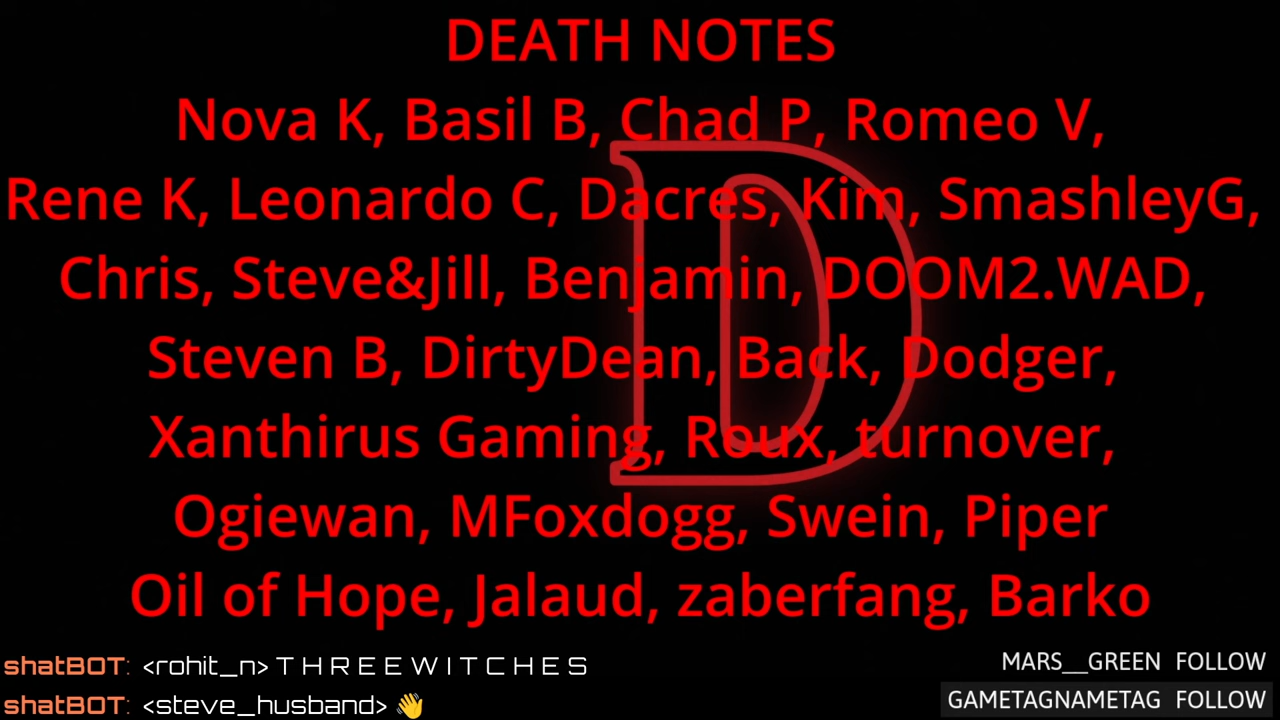 DEATH NOTES
Nova K, Basil B, Chad P, Romeo V,
Rene K, Leonardo C, Dacres, Kim, SmashleyG,
Chris, Steve&Jill, Benjamin, DOOM2.WAD,
Steven B, DirtyDean, Back, Dodger,
Xanthirus Gaming, Roux, turnover,
Ogiewan, MFoxdogg, Swein, Piper
Oil of Hope, Jalaud, zaberfang, Barko
D
shatBOT: <rohit_n> T H R E E W I T C H E S
shatBOT: <steve_husband> 👋
MARS__GREEN FOLLOW
GAMETAGNAMETAG FOLLOW